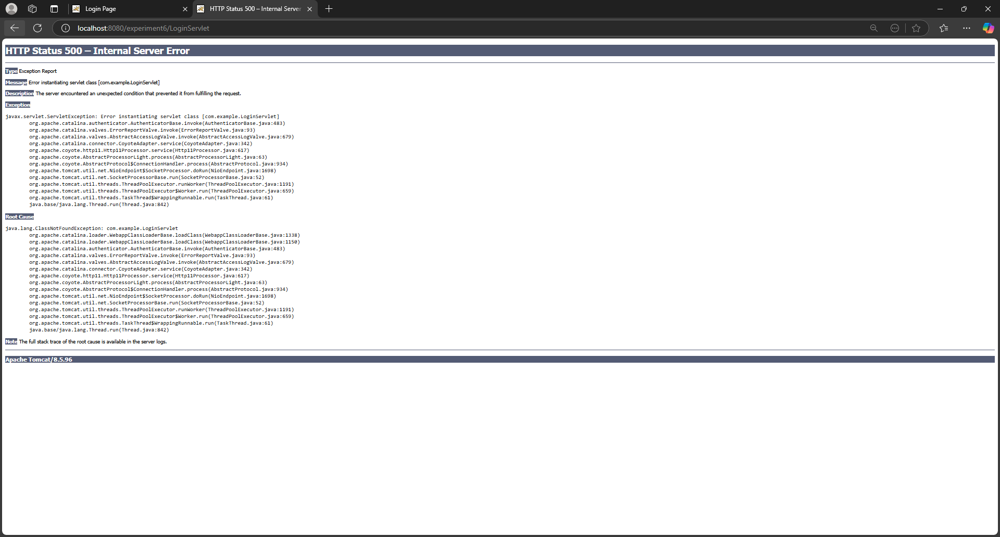 Login Page
HTTP Status 500 – Internal Server
localhost:8080/experiment6/LoginServlet
HTTP Status 500 – Internal Server Error
Type Exception Report
Message Error instantiating servlet class [com.example.LoginServlet]
Description The server encountered an unexpected condition that prevented it from fulfilling the request.
Exception
javax.servlet.ServletException: Error instantiating servlet class [com.example.LoginServlet]
org.apache.catalina.authenticator.AuthenticatorBase.invoke(AuthenticatorBase.java:483)
org.apache.catalina.valves.ErrorReportValve.invoke(ErrorReportValve.java:93)
org.apache.catalina.valves.AbstractAccessLogValve.invoke(AbstractAccessLogValve.java:679)
org.apache.catalina.connector.CoyoteAdapter.service(CoyoteAdapter.java:342)
org.apache.coyote.http11.Http11Processor.service(Http11Processor.java:617)
org.apache.coyote.AbstractProcessorLight.process(AbstractProcessorLight.java:63)
org.apache.coyote.AbstractProtocol$ConnectionHandler.process(AbstractProtocol.java:934)
org.apache.tomcat.util.net.NioEndpoint$SocketProcessor.doRun(NioEndpoint.java:1698)
org.apache.tomcat.util.net.SocketProcessorBase.run(SocketProcessorBase.java:52)
org.apache.tomcat.util.threads.ThreadPoolExecutor.runWorker(ThreadPoolExecutor.java:1191)
org.apache.tomcat.util.threads.ThreadPoolExecutor$Worker.run(ThreadPoolExecutor.java:659)
org.apache.tomcat.util.threads.TaskThread$WrappingRunnable.run(TaskThread.java:61)
java.base/java.lang.Thread.run(Thread.java:842)
Root Cause
java.lang.ClassNotFoundException: com.example.LoginServlet
org.apache.catalina.loader.WebappClassLoaderBase.loadClass(WebappClassLoaderBase.java:1338)
org.apache.catalina.loader.WebappClassLoaderBase.loadClass(WebappClassLoaderBase.java:1150)
org.apache.catalina.authenticator.AuthenticatorBase.invoke(AuthenticatorBase.java:483)
org.apache.catalina.valves.ErrorReportValve.invoke(ErrorReportValve.java:93)
org.apache.catalina.valves.AbstractAccessLogValve.invoke(AbstractAccessLogValve.java:679)
org.apache.catalina.connector.CoyoteAdapter.service(CoyoteAdapter.java:342)
org.apache.coyote.http11.Http11Processor.service(Http11Processor.java:617)
org.apache.coyote.AbstractProcessorLight.process(AbstractProcessorLight.java:63)
org.apache.coyote.AbstractProtocol$ConnectionHandler.process(AbstractProtocol.java:934)
org.apache.tomcat.util.net.NioEndpoint$SocketProcessor.doRun(NioEndpoint.java:1698)
org.apache.tomcat.util.net.SocketProcessorBase.run(SocketProcessorBase.java:52)
org.apache.tomcat.util.threads.ThreadPoolExecutor.runWorker(ThreadPoolExecutor.java:1191)
org.apache.tomcat.util.threads.ThreadPoolExecutor$Worker.run(ThreadPoolExecutor.java:659)
org.apache.tomcat.util.threads.TaskThread$WrappingRunnable.run(TaskThread.java:61)
java.base/java.lang.Thread.run(Thread.java:842)
Note The full stack trace of the root cause is available in the server logs.
Apache Tomcat/8.5.96